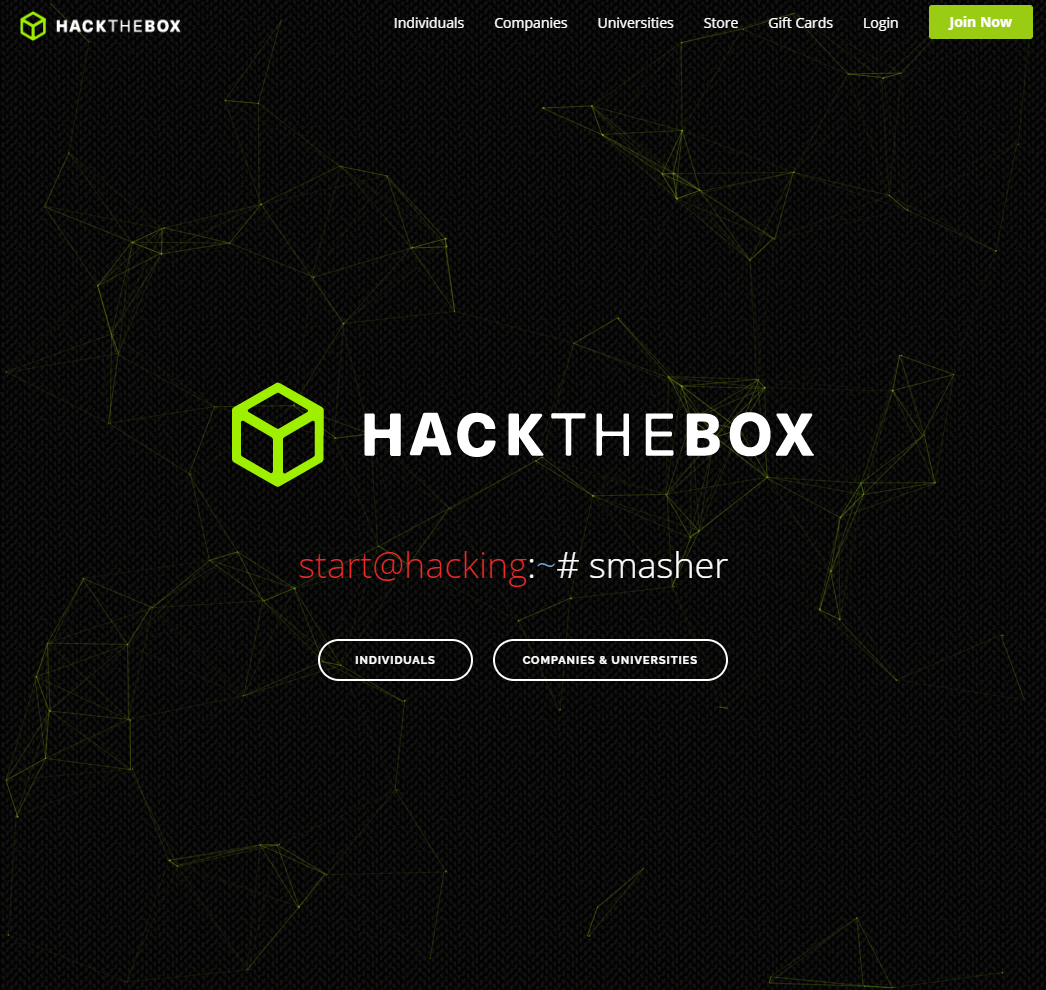 HACKTHEBOX
Individuals Companies Universities Store Gift Cards Login Join Now
HACKTHEBOX
start@hacking:~# smasher
INDIVIDUALS COMPANIES & UNIVERSITIES